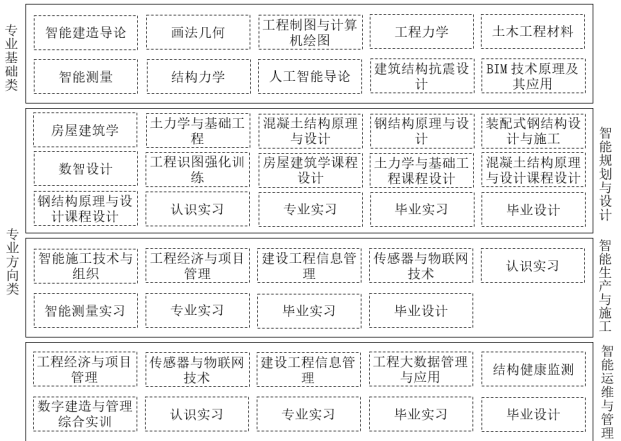 专业基础类
智能建造导论
画法几何
工程制图与计算
机绘图
工程力学
土木工程材料
智能测量
结构力学
人工智能导论
建筑结构抗震设
计
BIM 技术原理及
其应用
专业方向类
房屋建筑学
土力学与基础工
程
混凝土结构原理
与设计
钢结构原理与设
计
装配式钢结构设
计与施工
数智设计
工程识图强化训
练
房屋建筑学课程
设计
土力学与基础工
程课程设计
混凝土结构原理
与设计课程设计
钢结构原理与设
计课程设计
认识实习
专业实习
毕业实习
毕业设计
智能规划与设计
智能施工技术与
组织
工程经济与项目
管理
建设工程信息管
理
传感器与物联网
技术
认识实习
智能测量实习
专业实习
毕业实习
毕业设计
智能生产与施工
工程经济与项目
管理
传感器与物联网
技术
建设工程信息管
理
工程大数据管理
与应用
结构健康监测
数字建造与管理
综合实训
认识实习
专业实习
毕业实习
毕业设计
智能运维与管理